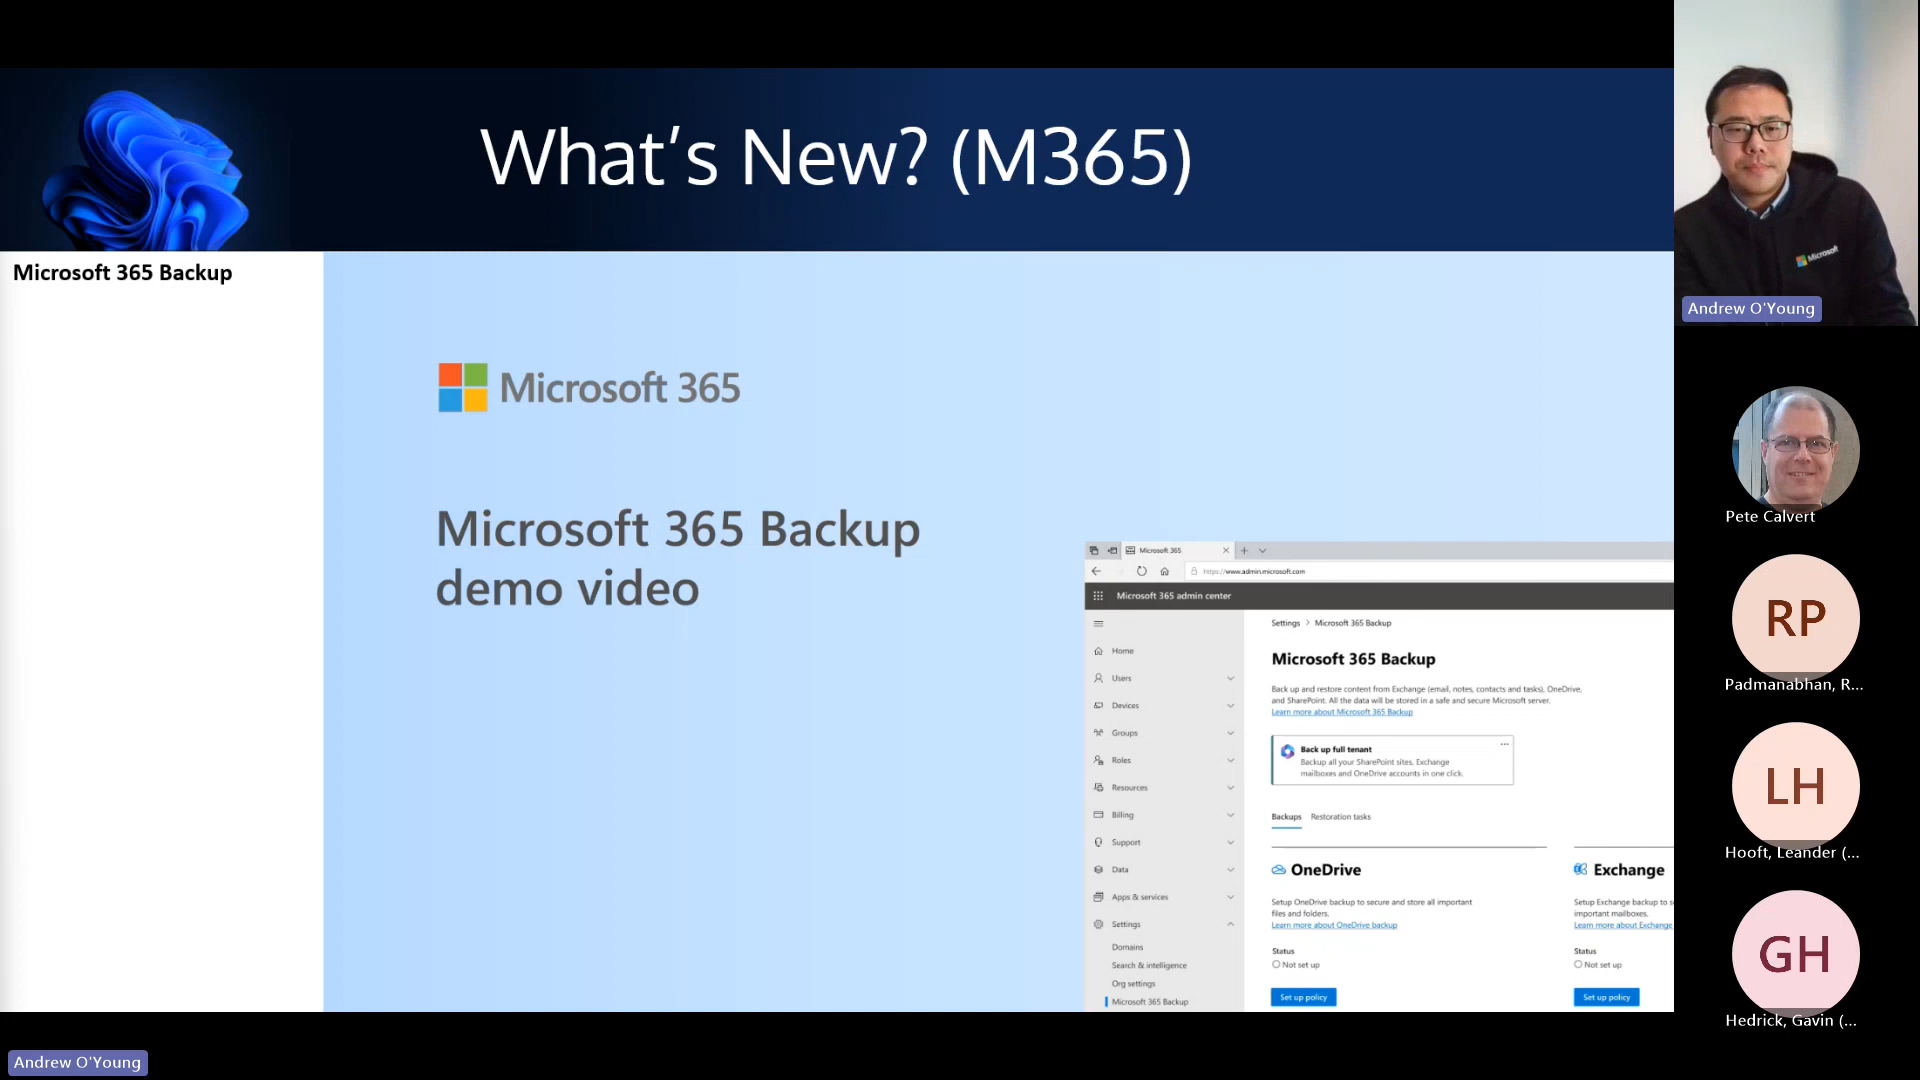 What's New? (M365)
Microsoft 365 Backup
Microsoft 365
Microsoft 365 Backup
demo video
Microsoft 365
https://www.admin.microsoft.com
Microsoft 365 admin center
Home
Users
Devices
Groups
Roles
Resources
Billing
Support
Data
Apps & services
Settings
Domains
Search & intelligence
Org settings
Microsoft 365 Backup
Settings > Microsoft 365 Backup
Microsoft 365 Backup
Back up and restore content from Exchange (email, notes, contacts and tasks), OneDrive,
and SharePoint. All the data will be stored in a safe and secure Microsoft server.
Learn more about Microsoft 365 Backup
Back up full tenant
Backup all your SharePoint sites, Exchange
mailboxes and OneDrive accounts in one click.
Backups Restoration tasks
OneDrive
Setup OneDrive backup to secure and store all important
files and folders.
Learn more about OneDrive backup
Status
Not set up
Set up policy
Exchange
Setup Exchange backup to s
important mailboxes.
Learn more about Exchange
Status
Not set up
Set up policy
Microsoft
Andrew O'Young
Pete Calvert
RP
Padmanabhan, R...
LH
Hooft, Leander (...
GH
Hedrick, Gavin (...
Andrew O'Young